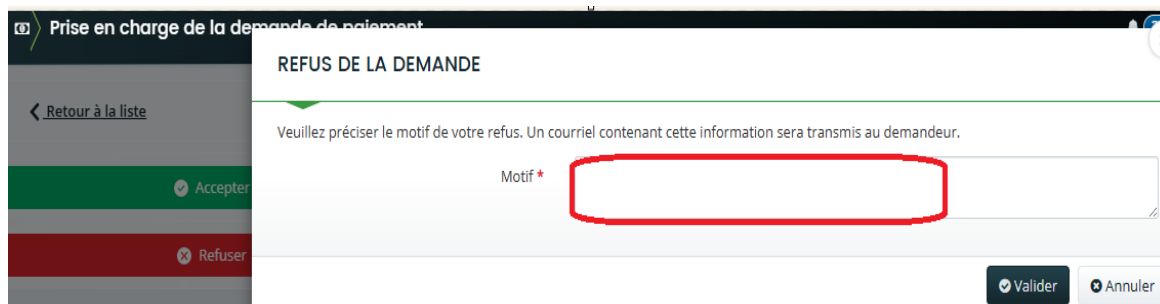 Prise en charge de la demande de paiement
REFUS DE LA DEMANDE
Retour à la liste
Veuillez préciser le motif de votre refus. Un courriel contenant cette information sera transmis au demandeur.
Motif *
Accepter
Refuser
Valider
Annuler